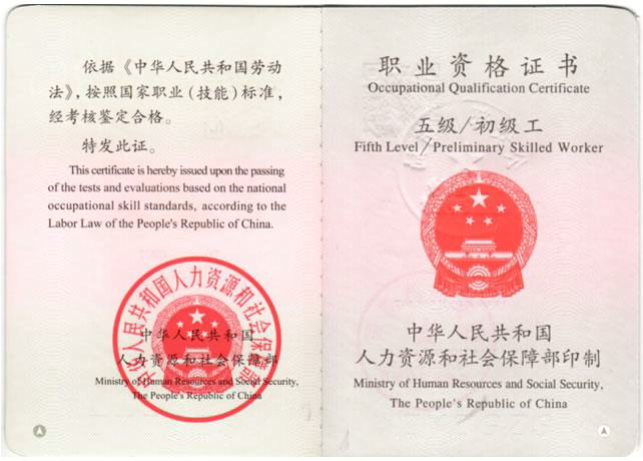 依据《中华人民共和国劳动
法》，按照国家职业（技能）标准，
经考核鉴定合格。
特发此证。
This certificate is hereby issued upon the passing
of the tests and evaluations based on the national
occupational skill standards, according to the
Labor Law of the People's Republic of China.
中华人民共和国人力资源和社会保障部
中华人民共和国
人力资源和社会保障部
Ministry of Human Resources and Social Security,
The People's Republic of China
职业资格证书
Occupational Qualification Certificate
五级/初级工
Fifth Level/Preliminary Skilled Worker
中华人民共和国
人力资源和社会保障部印制
Ministry of Human Resources and Social Security,
The People's Republic of China